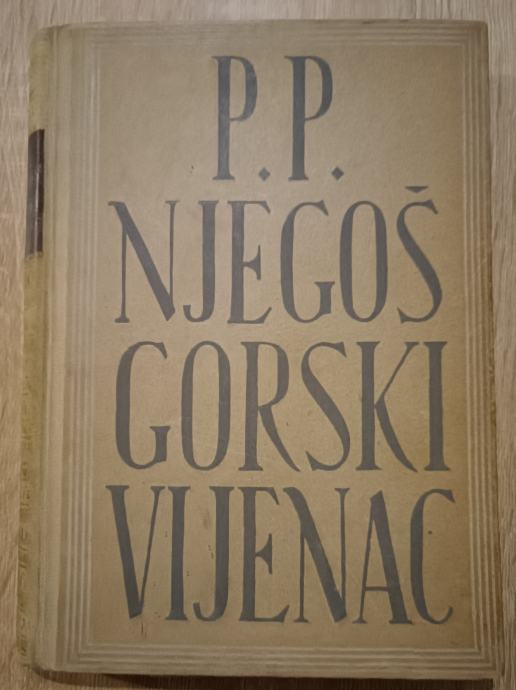 P. P.
NJEGOŠ
GORSKI
VIJENAC